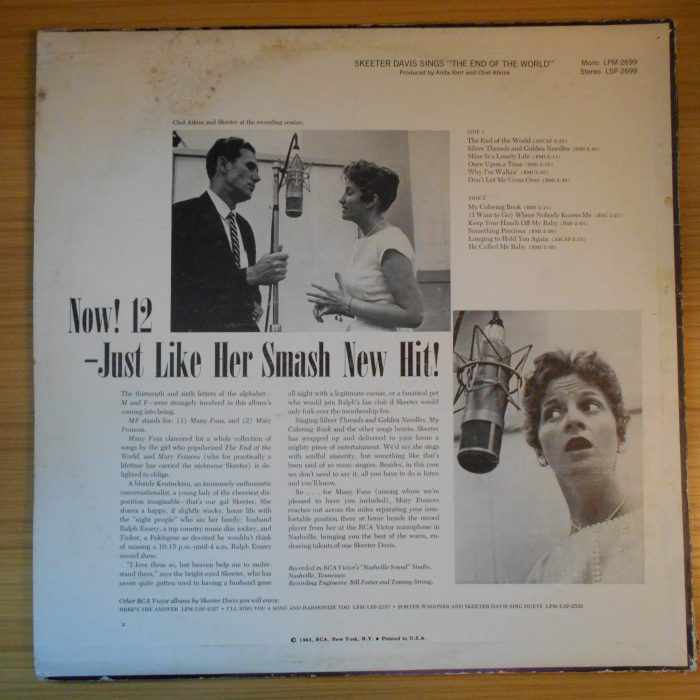 SKEETER DAVIS SINGS "THE END OF THE WORLD"
Produced by Anita Kerr and Chet Atkins
Mono LPM-2699
Stereo LSP-2699
Chet Atkins and Skeeter at the recording session.
SIDE 1
The End of the World (ASCAP 2:33)
Silver Threads and Golden Needles
Mine Is a Lonely Life
Once Upon a Time
Why I'm Walkin'
Don't Let Me Cross Over
SIDE 2
My Coloring Book
(I Want to Go) Where Nobody Knows Me
Keep Your Hands Off My Baby
Something Precious
Longing to Hold You Again
He Called Me Baby
Now! 12
—Just Like Her Smash New Hit!
The thirteenth and sixth letters of the alphabet—
M and F—were strangely involved in this album's
coming into being.
MF stands for: (1) Many Fans, and (2) Mary
Frances.
Many Fans clamored for a whole collection of
songs by the girl who popularized The End of the
World, and Mary Frances (who for practically a
lifetime has carried the nickname Skeeter) is de-
lighted to oblige.
A blonde Kentuckian, an immensely enthusiastic
conversationalist, a young lady of the cheeriest dis-
position imaginable—that's our gal Skeeter. She
shares a happy, if slightly wacky, home life with
the "night people" who are her family: husband
Ralph Emery, a top country music disc jockey, and
Tinker, a Pekingese so devoted he wouldn't think
of missing a 10:15 p.m.-until-4 a.m. Ralph Emery
record show.
"I love them so, but heaven help me to under-
stand them," says the bright-eyed Skeeter, who has
never quite gotten used to having a husband gone
all night with a legitimate excuse, or a fanatical pet
who would join Ralph's fan club if Skeeter would
only fork over the membership fee.
Singing Silver Threads and Golden Needles, My
Coloring Book and the other songs herein, Skeeter
has wrapped up and delivered to your home a
mighty piece of entertainment. We'd say she sings
with soulful sincerity, but something like that's
been said of so many singers. Besides, in this case
we don't need to say it; all you have to do is listen
and you'll know.
So . . . for Many Fans (among whom we're
pleased to have you included), Mary Frances
reaches out across the miles separating your com-
fortable position there at home beside the record
player from her at the RCA Victor microphone in
Nashville, bringing you the best of the warm, en-
dearing talents of one Skeeter Davis.
Recorded in RCA Victor's "Nashville Sound" Studio,
Nashville, Tennessee.
Recording Engineers: Bill Porter and Tommy Strong.
Other RCA Victor albums by Skeeter Davis you will enjoy:
HERE'S THE ANSWER LPM/LSP-2327 • I'LL SING YOU A SONG AND HARMONIZE TOO LPM/LSP-2197 • PORTER WAGONER AND SKEETER DAVIS SING DUETS LPM/LSP-2529
© 1963, RCA, New York, N.Y. • Printed in U.S.A.